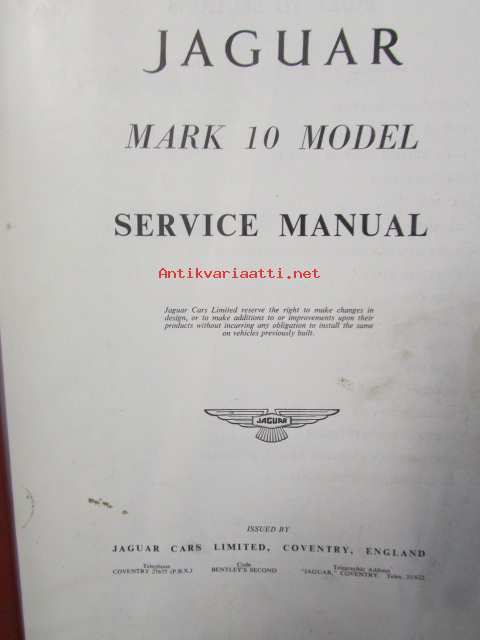 JAGUAR
MARK 10 MODEL
SERVICE MANUAL
Antikvariaatti.net
Jaguar Cars Limited reserve the right to make changes in
design, or to make additions to or improvements upon their
products without incurring any obligation to install the same
on vehicles previously built.
JAGUAR
ISSUED BY
JAGUAR CARS LIMITED, COVENTRY, ENGLAND
Telephone Code Telegraphic Address
COVENTRY 27677 (P.B.X.) BENTLEY'S SECOND "JAGUAR," COVENTRY. Telex.